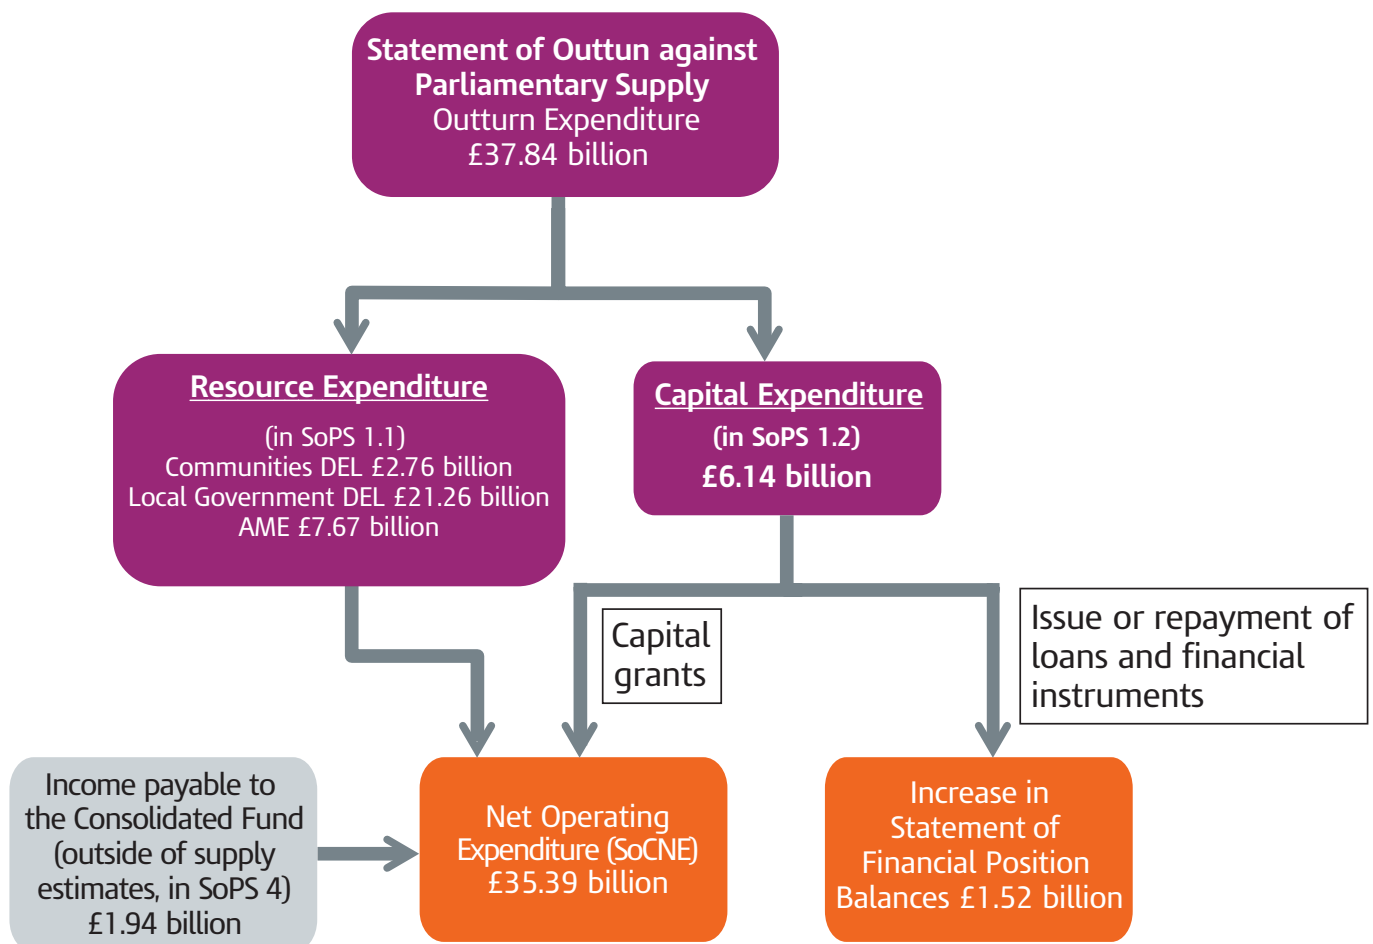 Statement of Outtun against
Parliamentary Supply
Outturn Expenditure
£37.84 billion
Resource Expenditure
(in SoPS 1.1)
Communities DEL £2.76 billion
Local Government DEL £21.26 billion
AME £7.67 billion
Capital Expenditure
(in SoPS 1.2)
£6.14 billion
Capital
grants
Issue or repayment of
loans and financial
instruments
Income payable to
the Consolidated Fund
(outside of supply
estimates, in SoPS 4)
£1.94 billion
Net Operating
Expenditure (SoCNE)
£35.39 billion
Increase in
Statement of
Financial Position
Balances £1.52 billion